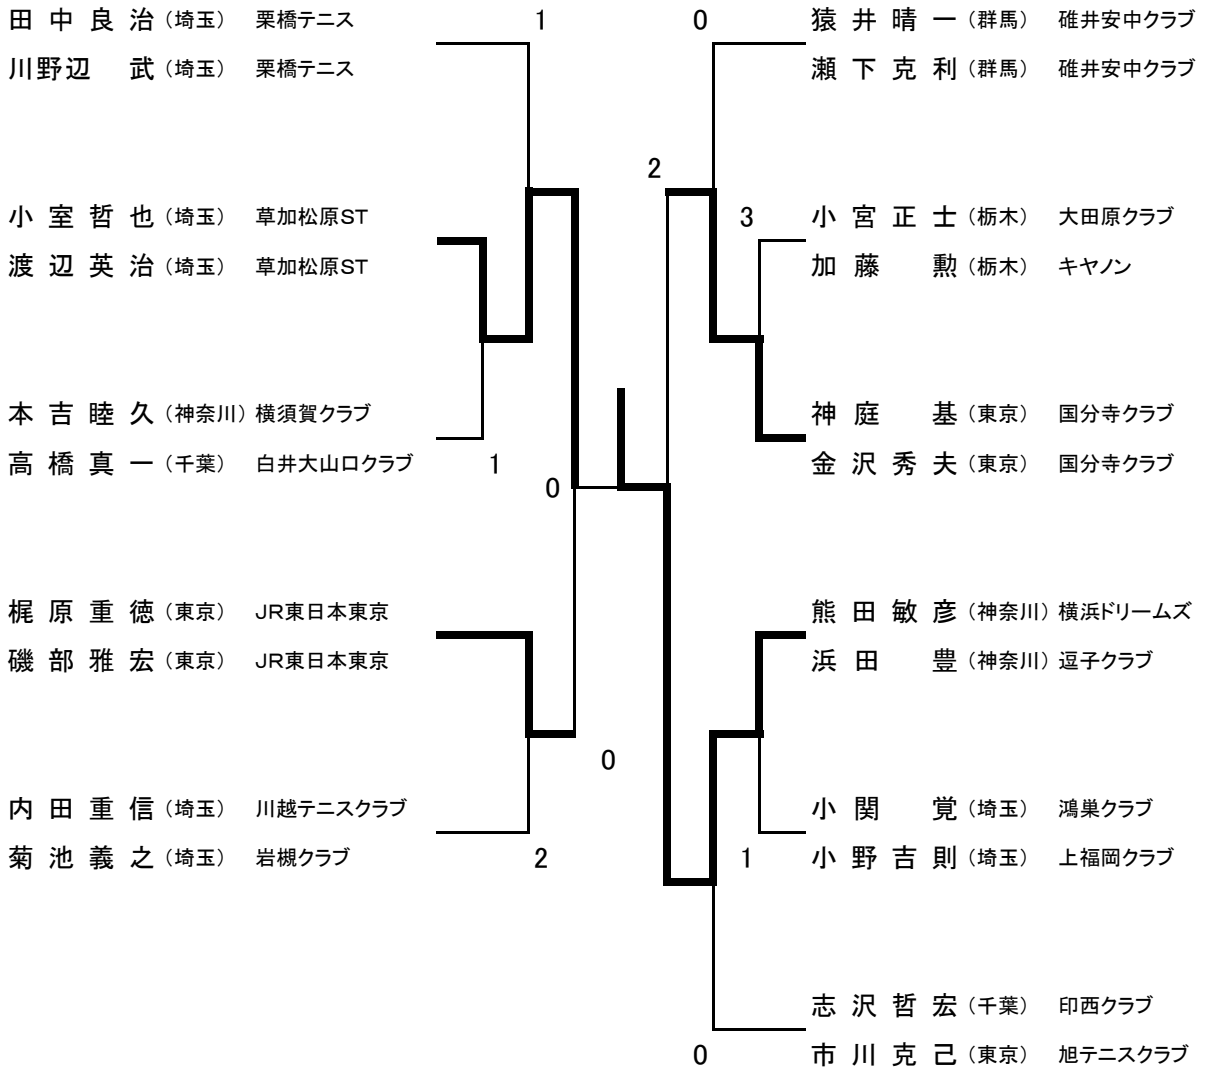 田中良治（埼玉） 栗橋テニス
川野辺　武（埼玉） 栗橋テニス
1
小室哲也（埼玉） 草加松原ST
渡辺英治（埼玉） 草加松原ST
本吉睦久（神奈川） 横須賀クラブ
高橋真一（千葉） 白井大山口クラブ
1
0
梶原重徳（東京） JR東日本東京
磯部雅宏（東京） JR東日本東京
0
内田重信（埼玉） 川越テニスクラブ
菊池義之（埼玉） 岩槻クラブ
2
0
猿井晴一（群馬） 碓井安中クラブ
瀬下克利（群馬） 碓井安中クラブ
2
3
小宮正士（栃木） 大田原クラブ
加藤　勲（栃木） キヤノン
神庭　基（東京） 国分寺クラブ
金沢秀夫（東京） 国分寺クラブ
熊田敏彦（神奈川） 横浜ドリームズ
浜田　豊（神奈川） 逗子クラブ
小関　覚（埼玉） 鴻巣クラブ
1
小野吉則（埼玉） 上福岡クラブ
志沢哲宏（千葉） 印西クラブ
0
市川克己（東京） 旭テニスクラブ